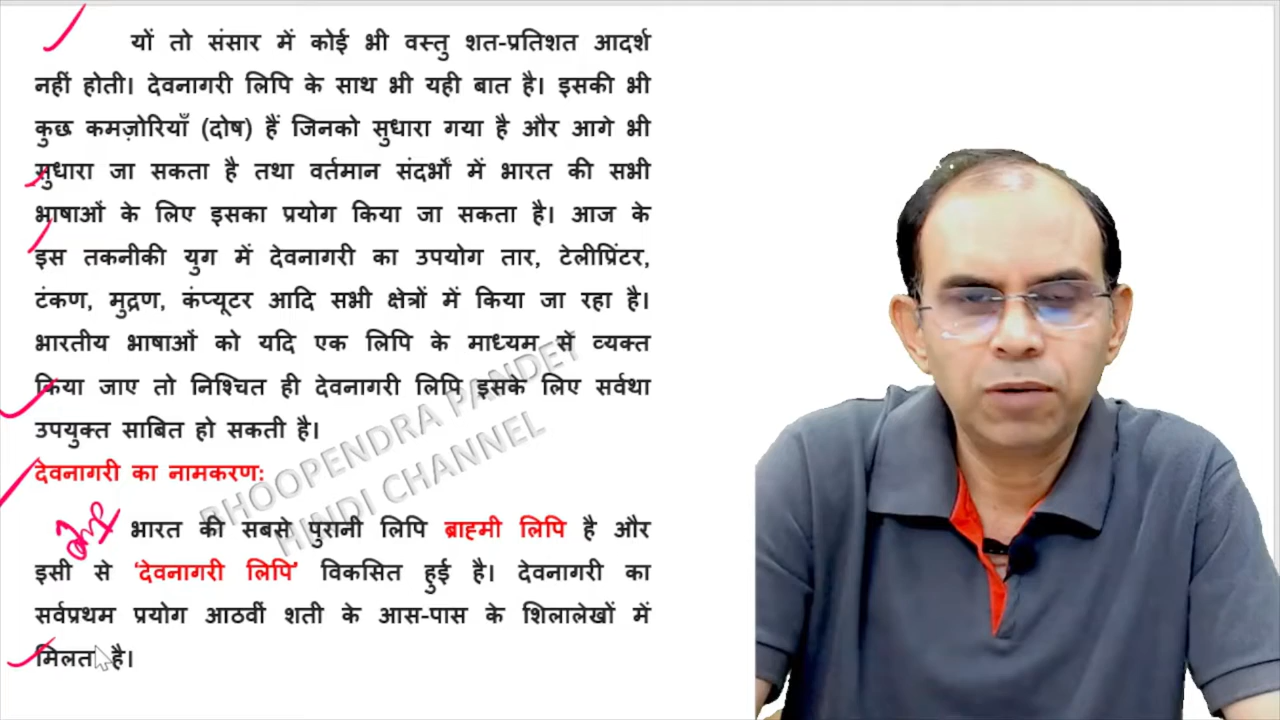 यों तो संसार में कोई भी वस्तु शत-प्रतिशत आदर्श
नहीं होती। देवनागरी लिपि के साथ भी यही बात है। इसकी भी
कुछ कमज़ोरियाँ (दोष) हैं जिनको सुधारा गया है और आगे भी
सुधारा जा सकता है तथा वर्तमान संदर्भों में भारत की सभी
भाषाओं के लिए इसका प्रयोग किया जा सकता है। आज के
इस तकनीकी युग में देवनागरी का उपयोग तार, टेलीप्रिंटर,
टंकण, मुद्रण, कंप्यूटर आदि सभी क्षेत्रों में किया जा रहा है।
भारतीय भाषाओं को यदि एक लिपि के माध्यम से व्यक्त
किया जाए तो निश्चित ही देवनागरी लिपि इसके लिए सर्वथा
उपयुक्त साबित हो सकती है।
देवनागरी का नामकरण:
भारत की सबसे पुरानी लिपि ब्राह्मी लिपि है और
इसी से ‘देवनागरी लिपि’ विकसित हुई है। देवनागरी का
सर्वप्रथम प्रयोग आठवीं शती के आस-पास के शिलालेखों में
मिलता है।
BHOOPENDRA PANDEY
HINDI CHANNEL